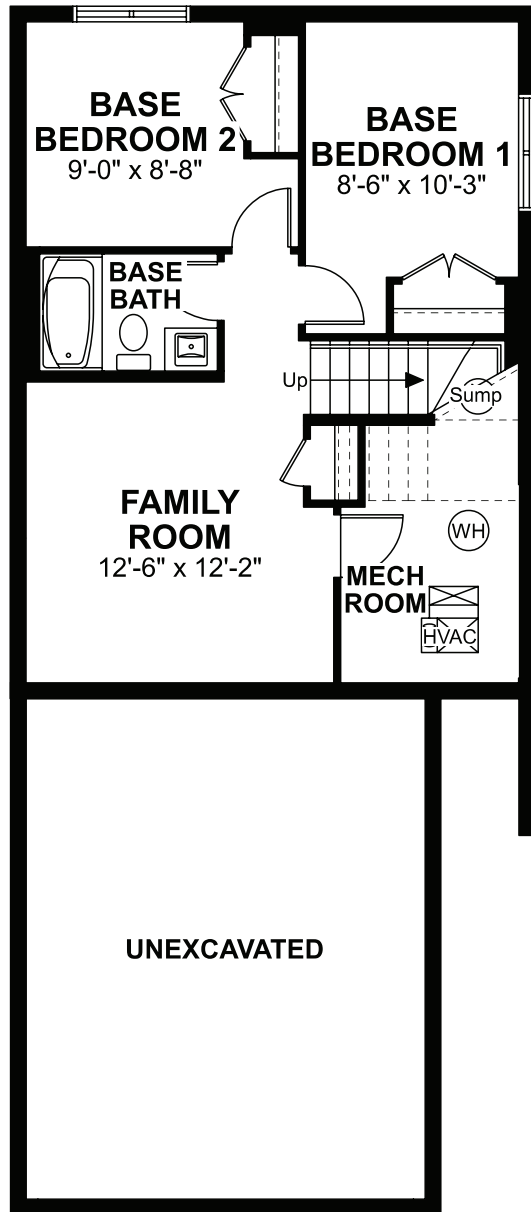 BASE
BEDROOM 2
9'-0" x 8'-8"
BASE
BEDROOM 1
8'-6" x 10'-3"
BASE
BATH
Up
Sump
FAMILY
ROOM
12'-6" x 12'-2"
WH
MECH
ROOM
HVAC
UNEXCAVATED